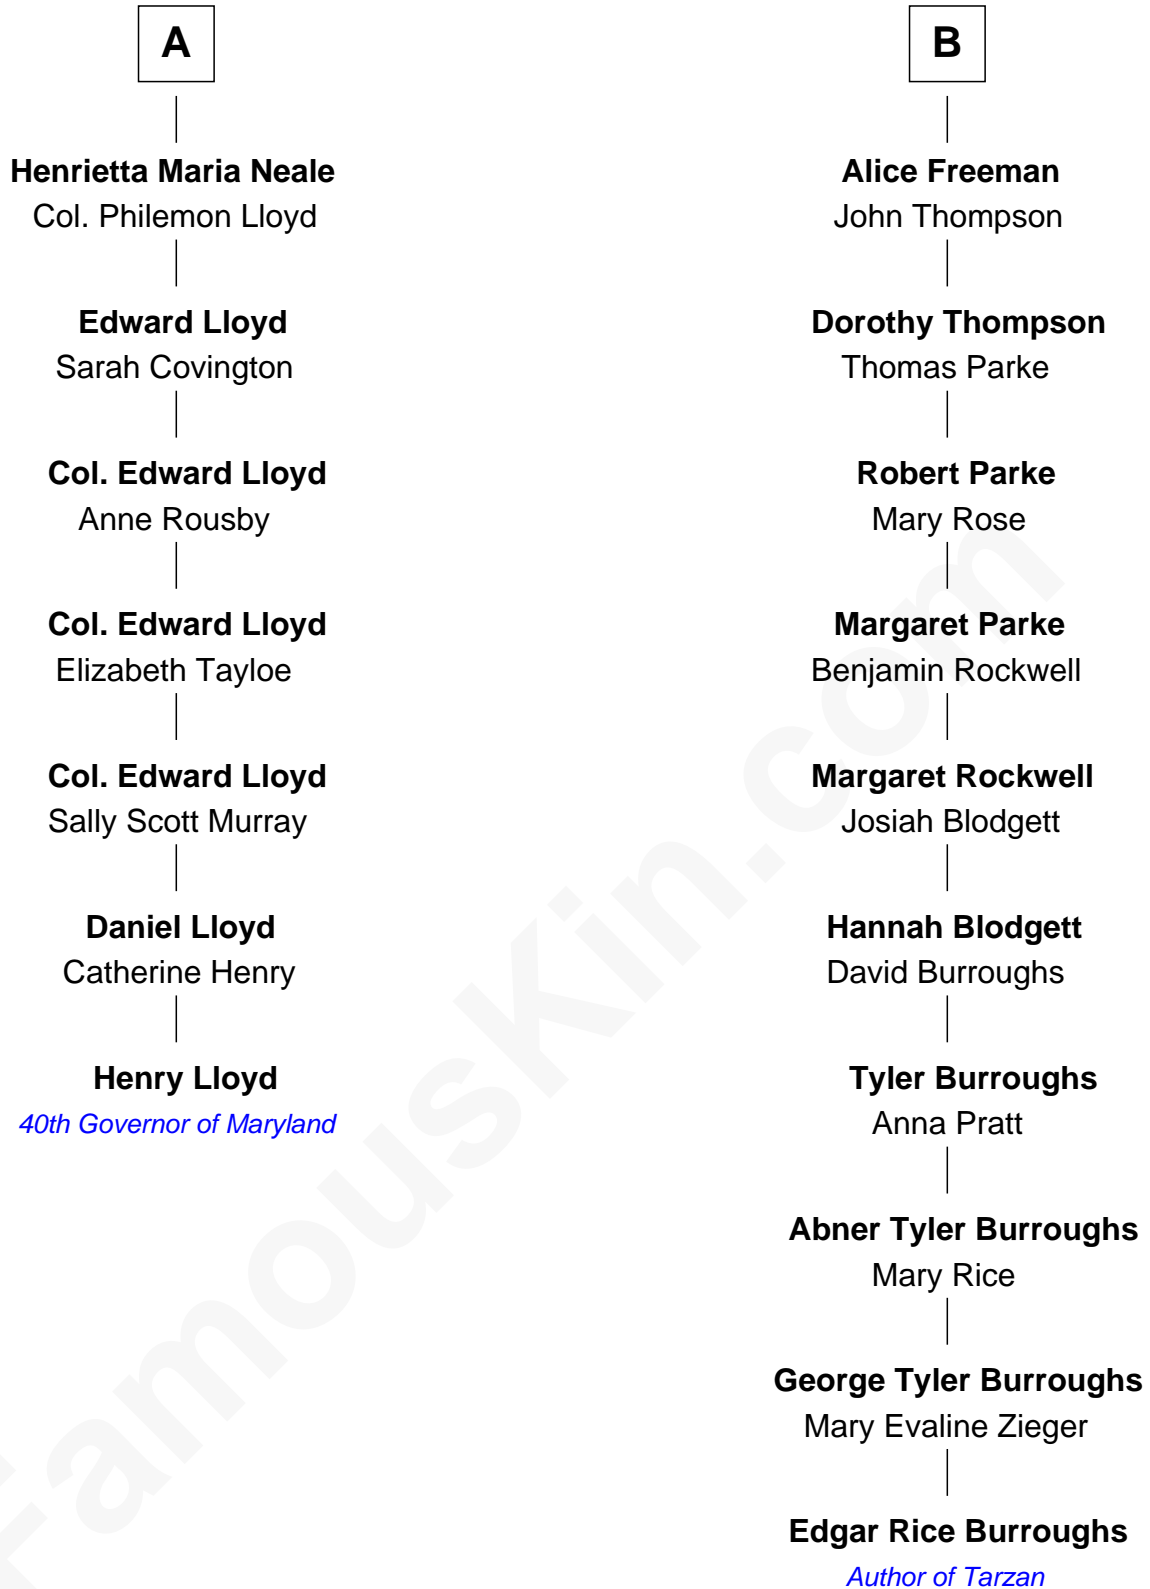 A
Henrietta Maria Neale
Col. Philemon Lloyd
Edward Lloyd
Sarah Covington
Col. Edward Lloyd
Anne Rousby
Col. Edward Lloyd
Elizabeth Tayloe
Col. Edward Lloyd
Sally Scott Murray
Daniel Lloyd
Catherine Henry
Henry Lloyd
40th Governor of Maryland
B
Alice Freeman
John Thompson
Dorothy Thompson
Thomas Parke
Robert Parke
Mary Rose
Margaret Parke
Benjamin Rockwell
Margaret Rockwell
Josiah Blodgett
Hannah Blodgett
David Burroughs
Tyler Burroughs
Anna Pratt
Abner Tyler Burroughs
Mary Rice
George Tyler Burroughs
Mary Evaline Zieger
Edgar Rice Burroughs
Author of Tarzan
FamousKin.com